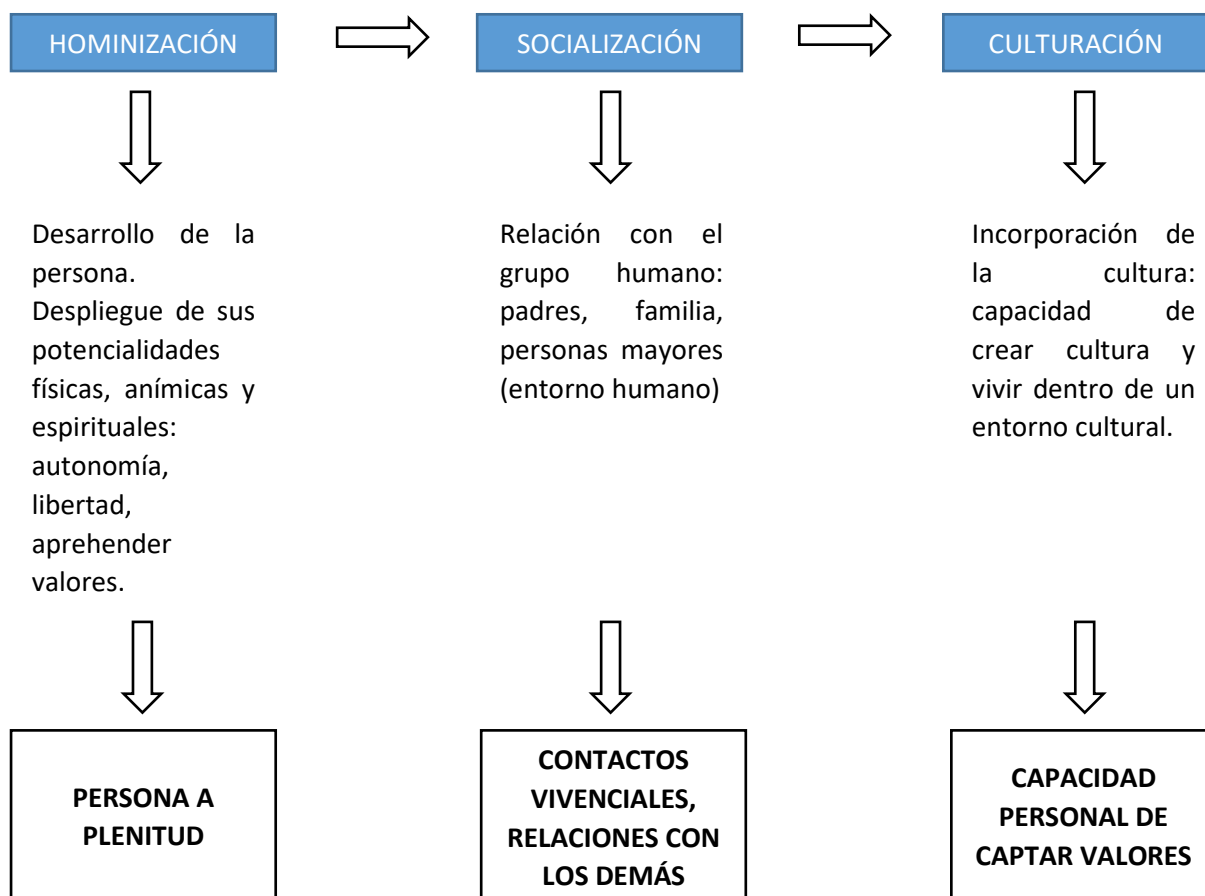 HOMINIZACIÓN
SOCIALIZACIÓN
CULTURACIÓN
Desarrollo de la
persona.
Despliegue de sus
potencialidades
físicas, anímicas y
espirituales:
autonomía,
libertad,
aprehender
valores.
Relación con el
grupo humano:
padres, familia,
personas mayores
(entorno humano)
Incorporación de
la cultura:
capacidad de
crear cultura y
vivir dentro de un
entorno cultural.
PERSONA A
PLENITUD
CONTACTOS
VIVENCIALES,
RELACIONES CON
LOS DEMÁS
CAPACIDAD
PERSONAL DE
CAPTAR VALORES